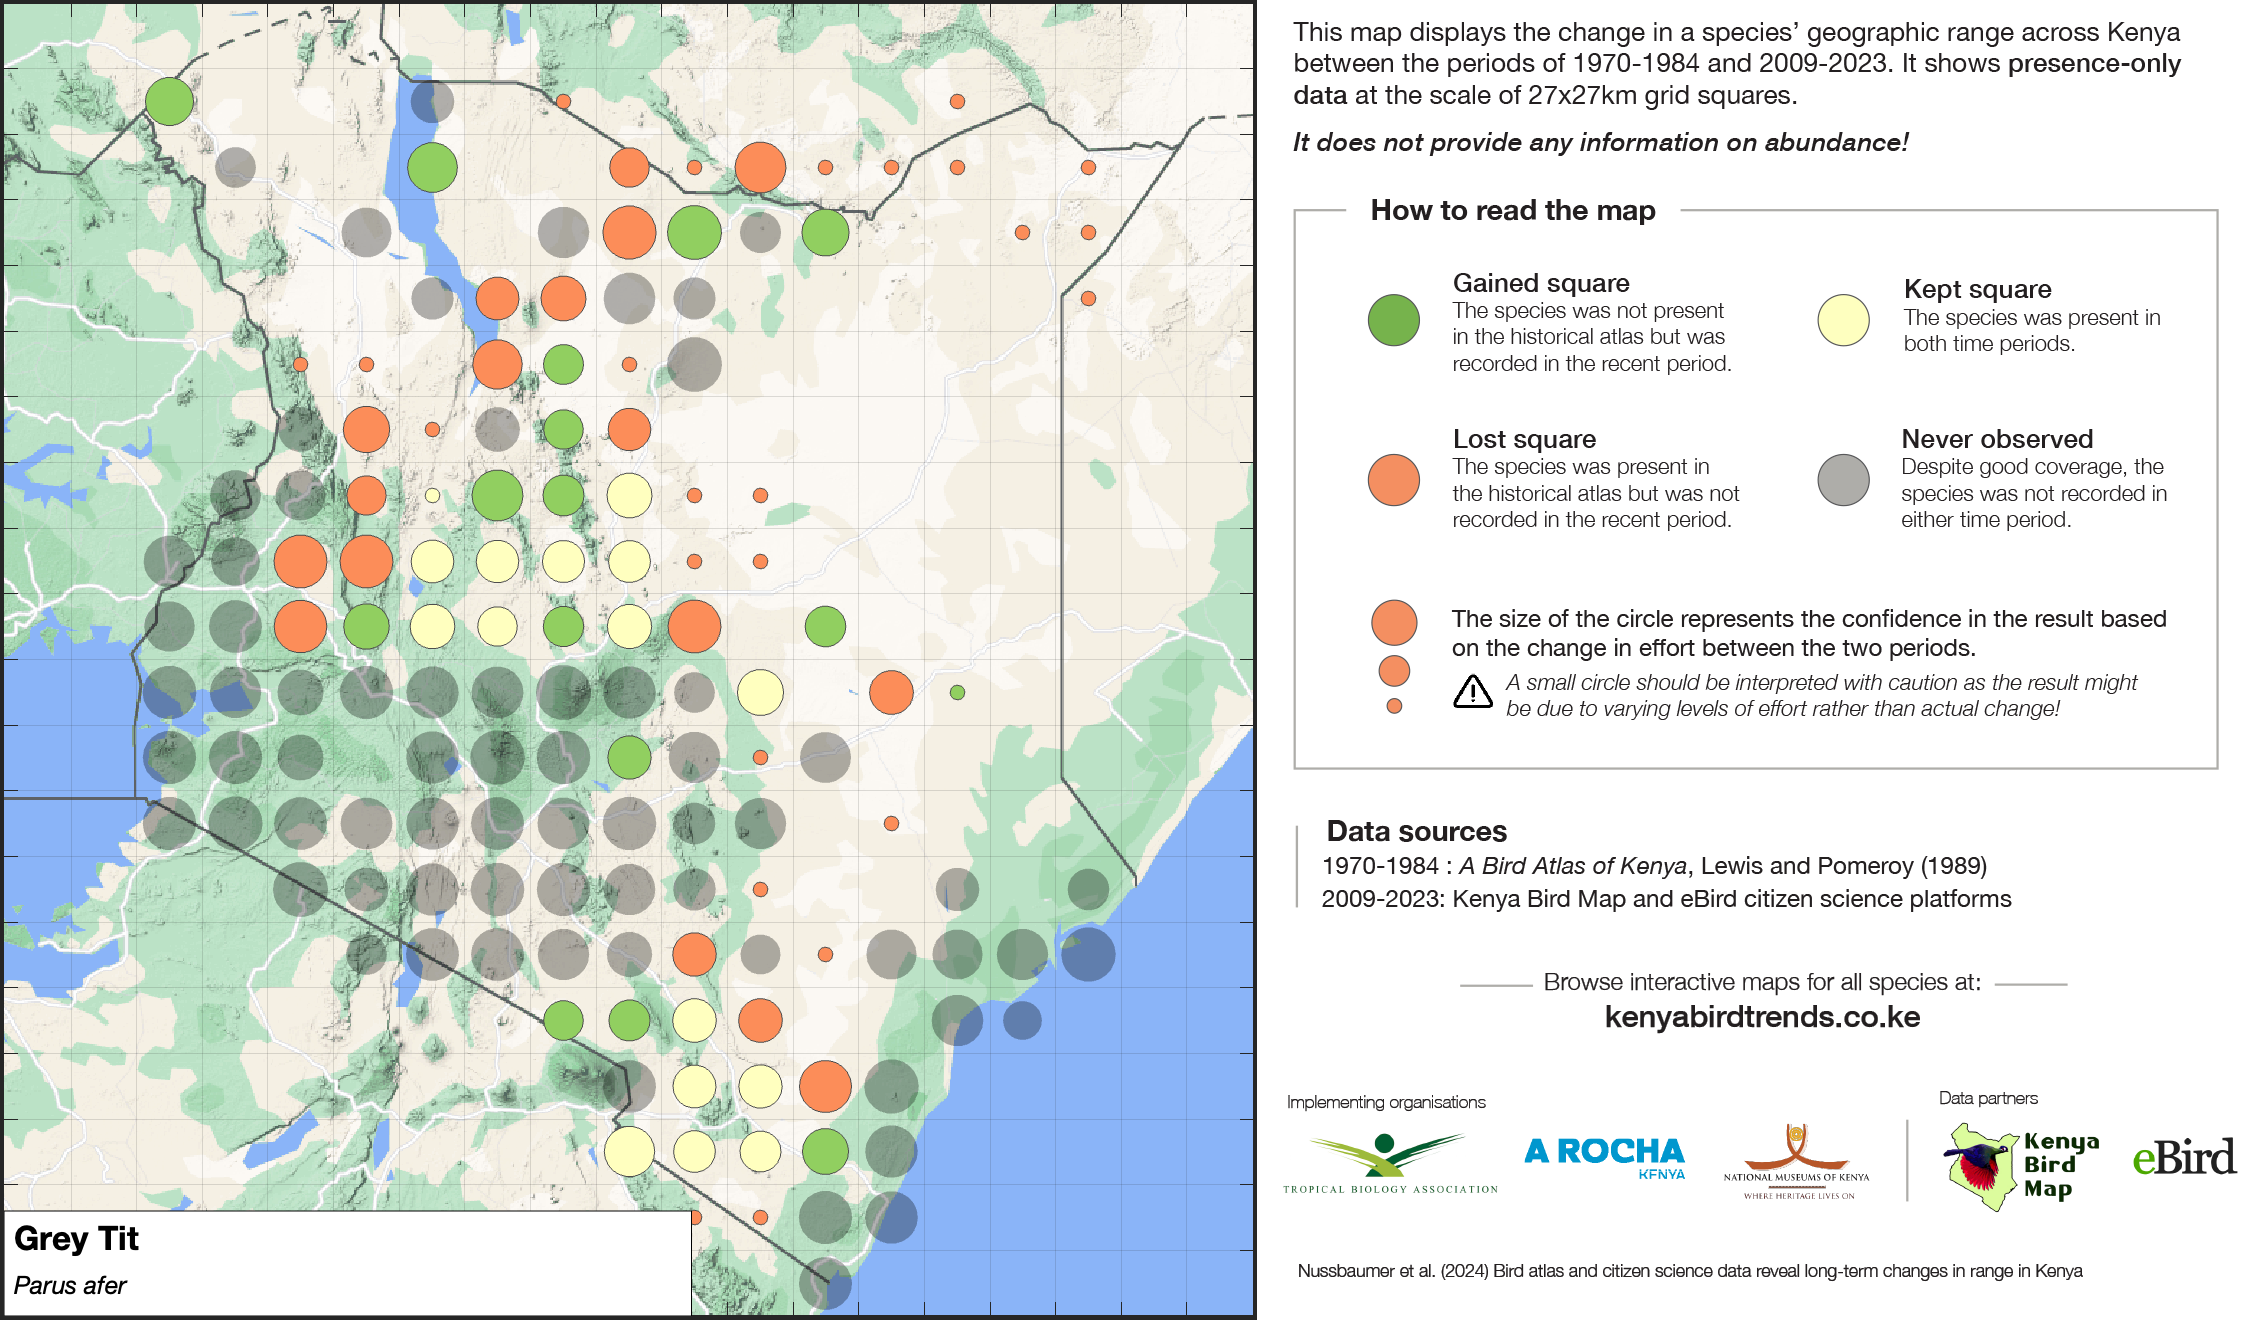 This map displays the change in a species’ geographic range across Kenya
between the periods of 1970-1984 and 2009-2023. It shows presence-only
data at the scale of 27x27km grid squares.
It does not provide any information on abundance!
How to read the map
Gained square
The species was not present
in the historical atlas but was
recorded in the recent period.
Kept square
The species was present in
both time periods.
Lost square
The species was present in
the historical atlas but was not
recorded in the recent period.
Never observed
Despite good coverage, the
species was not recorded in
either time period.
The size of the circle represents the confidence in the result based
on the change in effort between the two periods.
A small circle should be interpreted with caution as the result might
be due to varying levels of effort rather than actual change!
Data sources
1970-1984 : A Bird Atlas of Kenya, Lewis and Pomeroy (1989)
2009-2023: Kenya Bird Map and eBird citizen science platforms
Browse interactive maps for all species at:
kenyabirdtrends.co.ke
Implementing organisations
Data partners
TROPICAL BIOLOGY ASSOCIATION
A ROCHA
KENYA
NATIONAL MUSEUMS OF KENYA
WHERE HERITAGE LIVES ON
Kenya
Bird
Map
eBird
Nussbaumer et al. (2024) Bird atlas and citizen science data reveal long-term changes in range in Kenya
Grey Tit
Parus afer